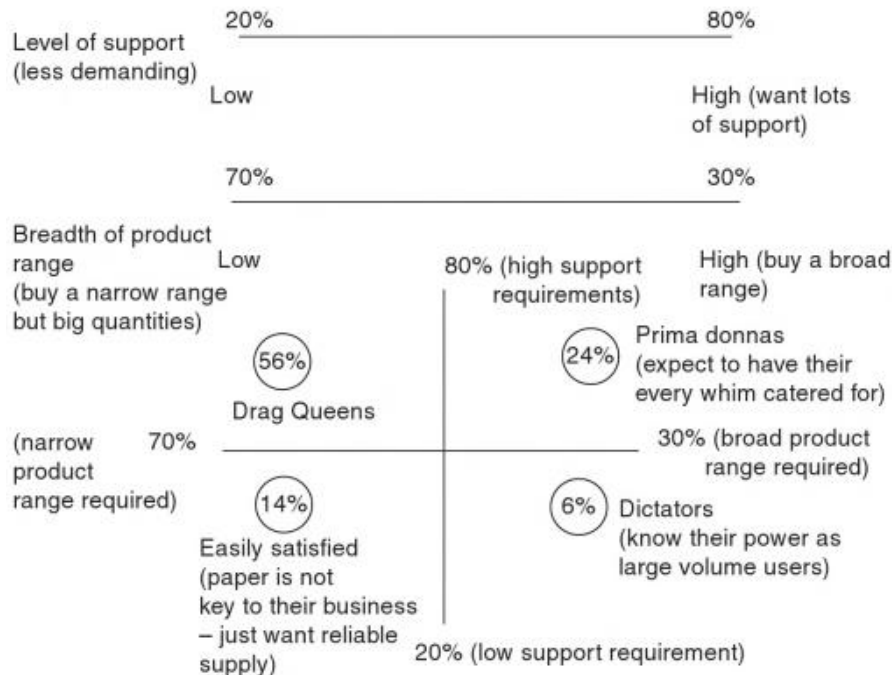 20%
80%
Level of support
(less demanding)
Low
High (want lots
of support)
70%
30%
Breadth of product
range
(buy a narrow range
but big quantities)
Low
80% (high support
requirements)
High (buy a broad
range)
56%
Drag Queens
24%
Prima donnas
(expect to have their
every whim catered for)
(narrow
product
range required)
70%
30% (broad product
range required)
14%
Easily satisfied
(paper is not
key to their business
– just want reliable
supply)
6%
Dictators
(know their power as
large volume users)
20% (low support requirement)